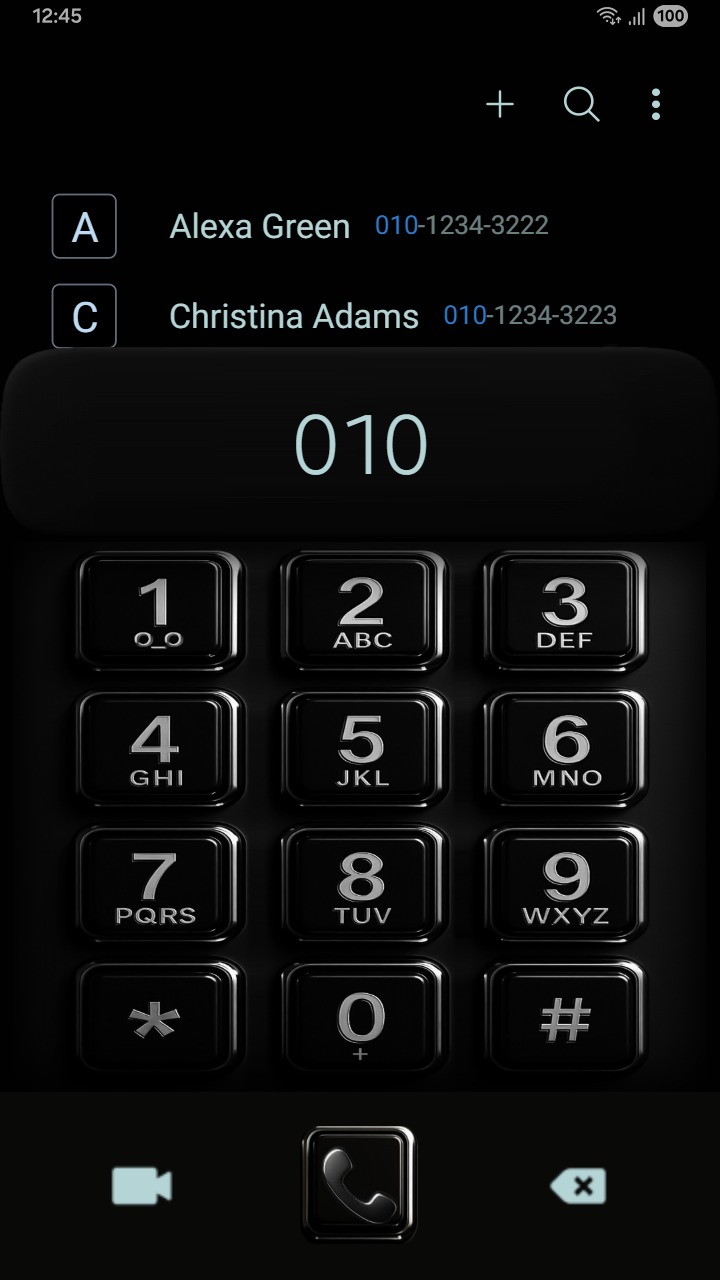 12:45 100
A Alexa Green 010-1234-3222
C Christina Adams 010-1234-3223
010
1 2 3
O_O ABC DEF
4 5 6
GHI JKL MNO
7 8 9
PQRS TUV WXYZ
* 0 #
+